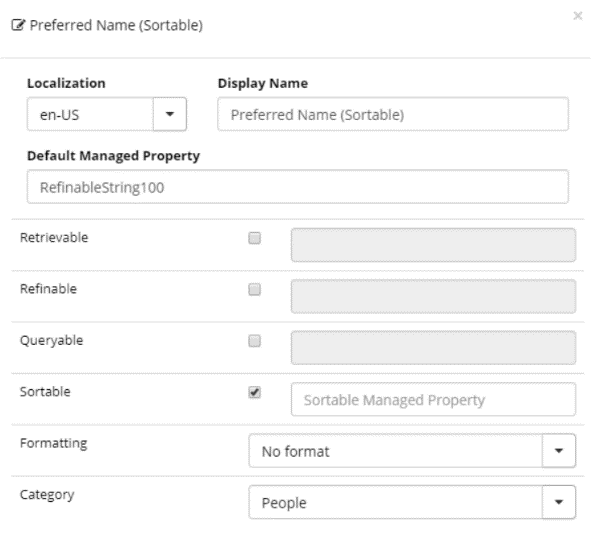 Preferred Name (Sortable)
×
Localization Display Name
en-US Preferred Name (Sortable)
Default Managed Property
RefinableString100
Retrievable
Refinable
Queryable
Sortable Sortable Managed Property
Formatting No format
Category People